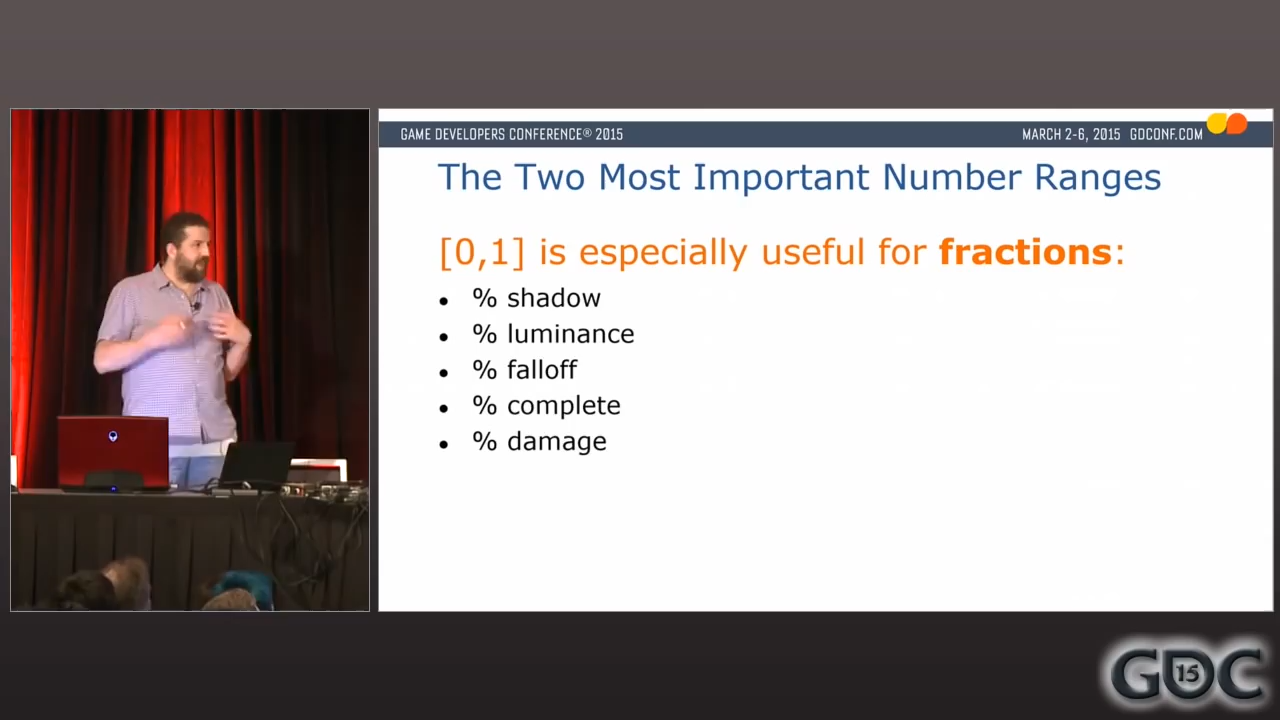 GAME DEVELOPERS CONFERENCE® 2015
MARCH 2-6, 2015 GDCONF.COM
The Two Most Important Number Ranges
[0,1] is especially useful for fractions:
• % shadow
• % luminance
• % falloff
• % complete
• % damage
GDC
15